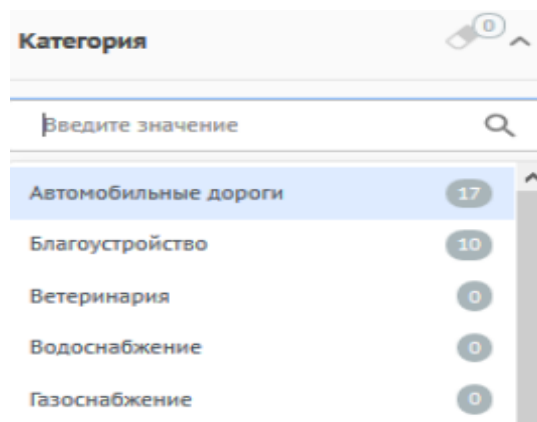 Категория 0
Введите значение
Автомобильные дороги 17
Благоустройство 10
Ветеринария 0
Водоснабжение 0
Газоснабжение 0